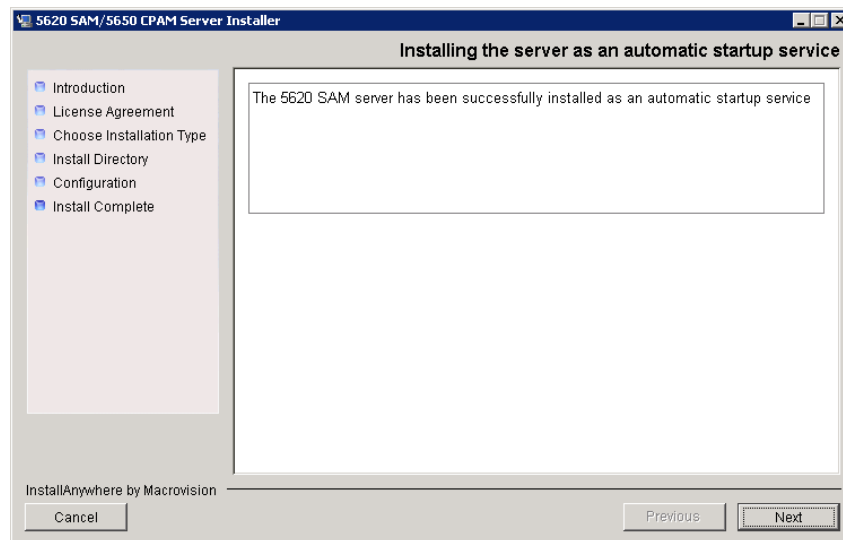 5620 SAM/5650 CPAM Server Installer
Installing the server as an automatic startup service
Introduction
License Agreement
Choose Installation Type
Install Directory
Configuration
Install Complete
The 5620 SAM server has been successfully installed as an automatic startup service
InstallAnywhere by Macrovision
Cancel
Previous
Next